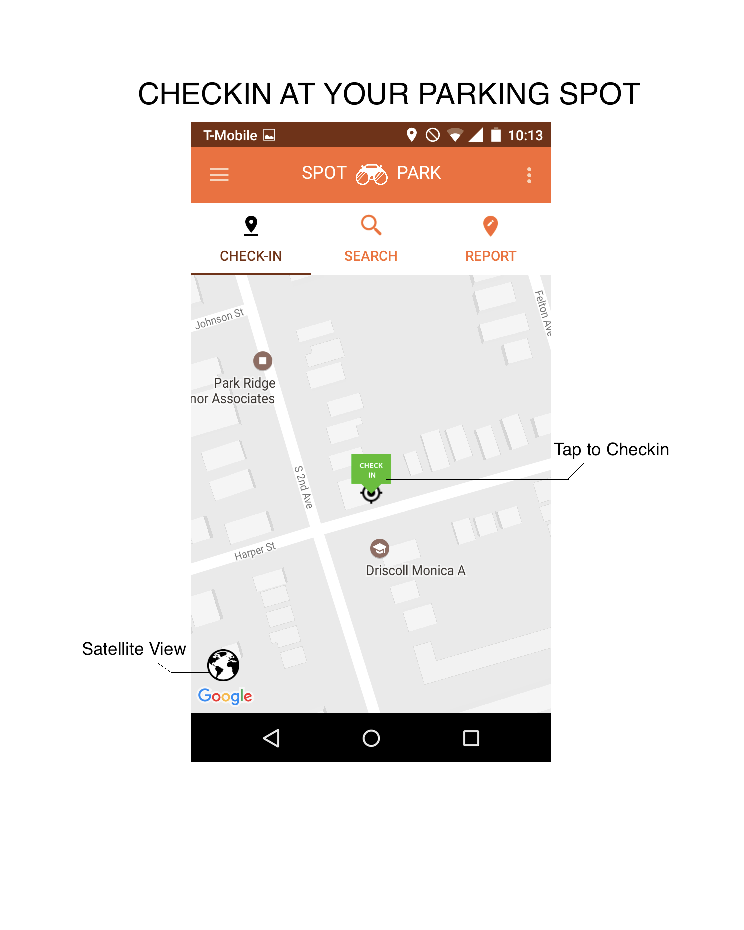 CHECKIN AT YOUR PARKING SPOT
T-Mobile 10:13
SPOT PARK
CHECK-IN SEARCH REPORT
Johnson St
Felton Ave
Park Ridge
nor Associates
S 2nd Ave
CHECK
IN
Tap to Checkin
Harper St
Driscoll Monica A
Satellite View
Google